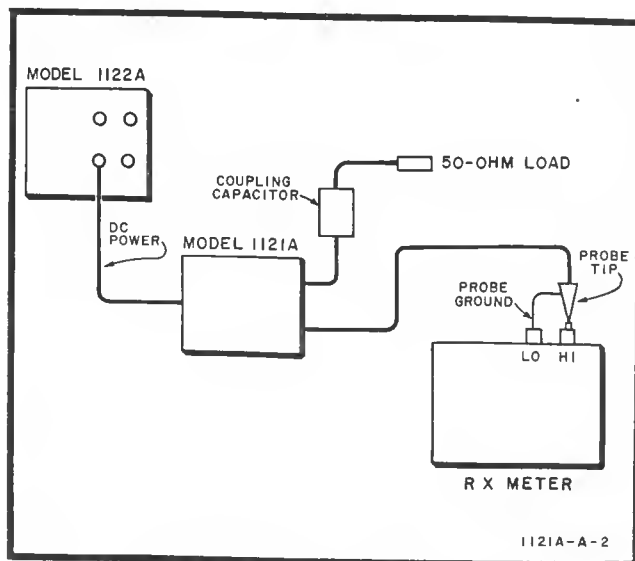 MODEL 1122A
50-OHM LOAD
COUPLING
CAPACITOR
DC
POWER
MODEL 1121A
PROBE
TIP
PROBE
GROUND
LO HI
RX METER
1121A-A-2